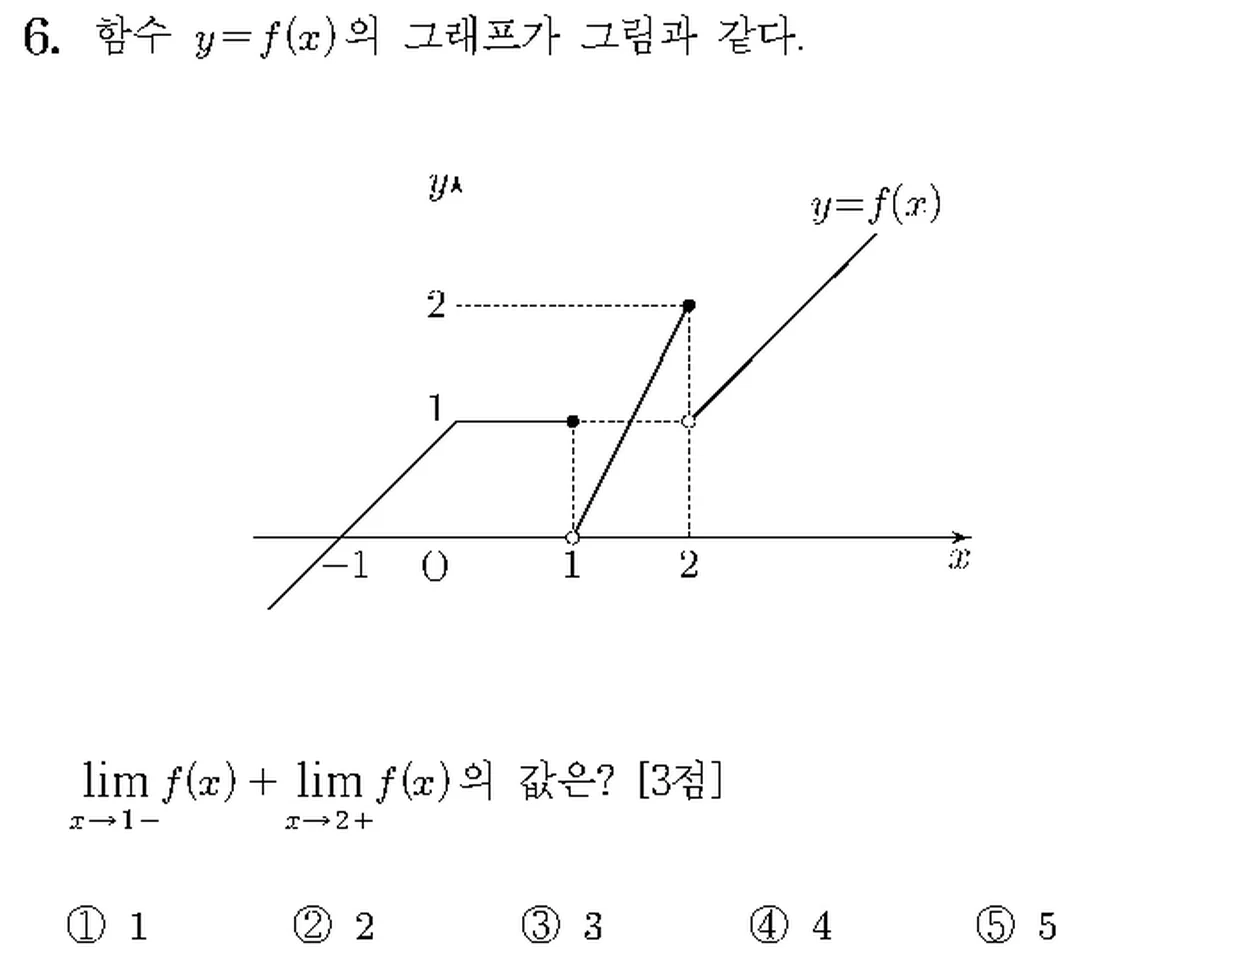 6. 함수 y=f(x)의 그래프가 그림과 같다.
y
y=f(x)
2
1
-1 O 1 2 x
lim f(x) + lim f(x)의 값은? [3점]
x→1- x→2+
① 1 ② 2 ③ 3 ④ 4 ⑤ 5